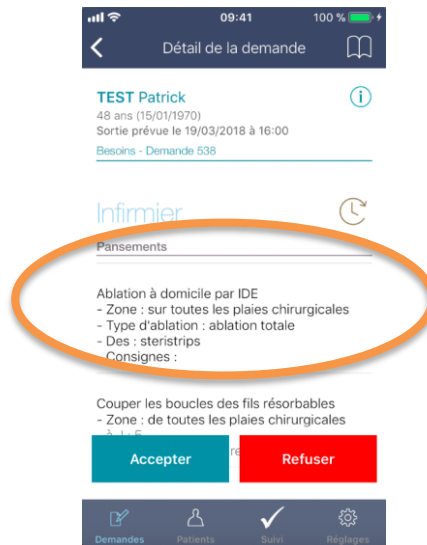 09:41
100 %
Détail de la demande
TEST Patrick
48 ans (15/01/1970)
Sortie prévue le 19/03/2018 à 16:00
Besoins - Demande 538
Infirmier
Pansements
Ablation à domicile par IDE
- Zone : sur toutes les plaies chirurgicales
- Type d'ablation : ablation totale
- Des : steristrips
- Consignes :
Couper les boucles des fils résorbables
- Zone : de toutes les plaies chirurgicales
Accepter
Refuser
Demandes
Patients
Suivi
Réglages